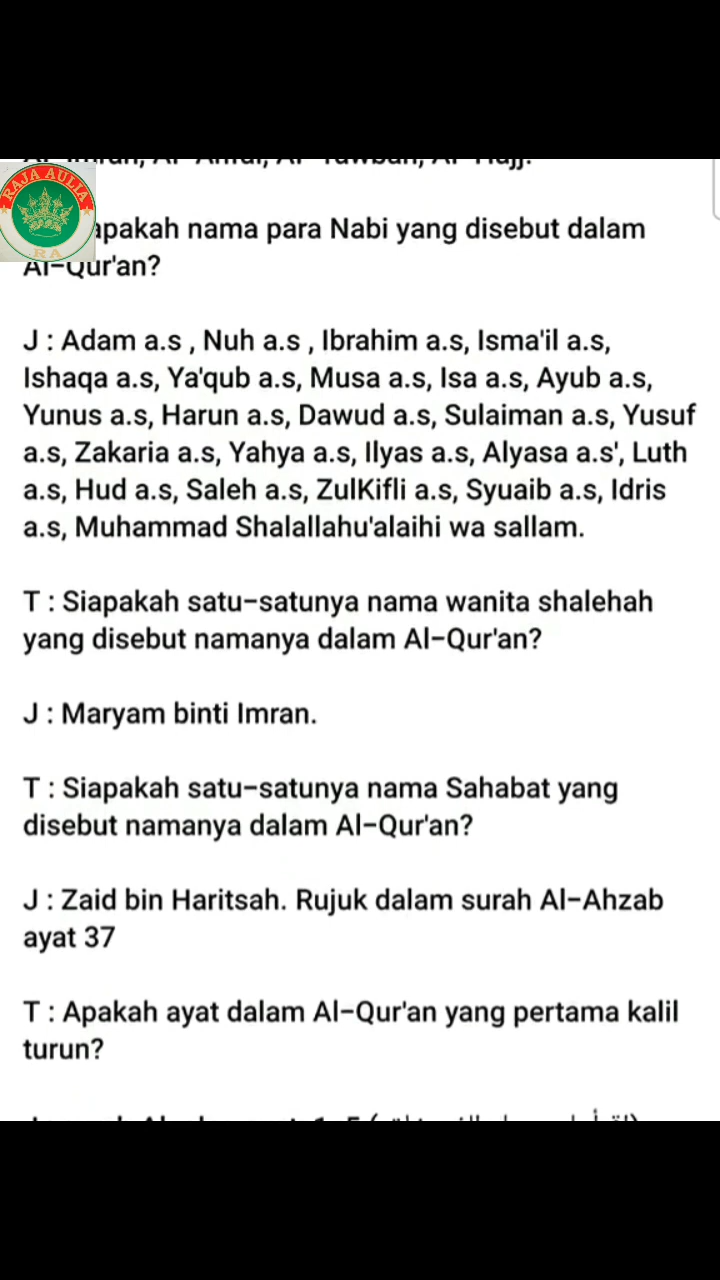 RAJA AULIA
RA
apakah nama para Nabi yang disebut dalam
Al-Qur'an?
J : Adam a.s , Nuh a.s , Ibrahim a.s, Isma'il a.s,
Ishaqa a.s, Ya'qub a.s, Musa a.s, Isa a.s, Ayub a.s,
Yunus a.s, Harun a.s, Dawud a.s, Sulaiman a.s, Yusuf
a.s, Zakaria a.s, Yahya a.s, Ilyas a.s, Alyasa a.s', Luth
a.s, Hud a.s, Saleh a.s, ZulKifli a.s, Syuaib a.s, Idris
a.s, Muhammad Shalallahu'alaihi wa sallam.
T : Siapakah satu-satunya nama wanita shalehah
yang disebut namanya dalam Al-Qur'an?
J : Maryam binti Imran.
T : Siapakah satu-satunya nama Sahabat yang
disebut namanya dalam Al-Qur'an?
J : Zaid bin Haritsah. Rujuk dalam surah Al-Ahzab
ayat 37
T : Apakah ayat dalam Al-Qur'an yang pertama kalil
turun?